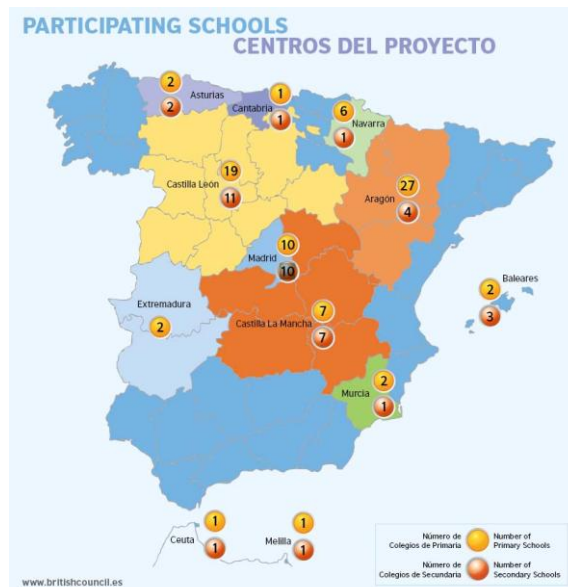 PARTICIPATING SCHOOLS
CENTROS DEL PROYECTO
2
Asturias
2
1
Cantabria
1
6
Navarra
1
19
Castilla León
11
27
Aragón
4
10
Madrid
10
Baleares
2
3
Extremadura
2
7
Castilla La Mancha
7
2
Murcia
1
1
Ceuta
1
1
Melilla
1
Número de Number of
Colegios de Primaria Primary Schools
Número de Number of
Colegios de Secundaria Secondary Schools
www.britishcouncil.es